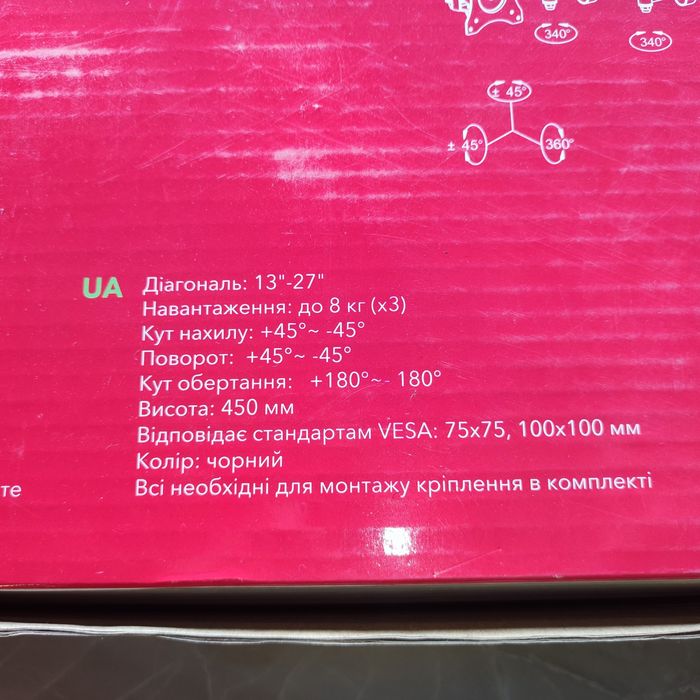 340° 340°
± 45°
± 45° 360°
UA Діагональ: 13"-27"
Навантаження: до 8 кг (x3)
Кут нахилу: +45°~ -45°
Поворот: +45°~ -45°
Кут обертання: +180°~- 180°
Висота: 450 мм
Відповідає стандартам VESA: 75x75, 100x100 мм
Колір: чорний
те Всі необхідні для монтажу кріплення в комплекті